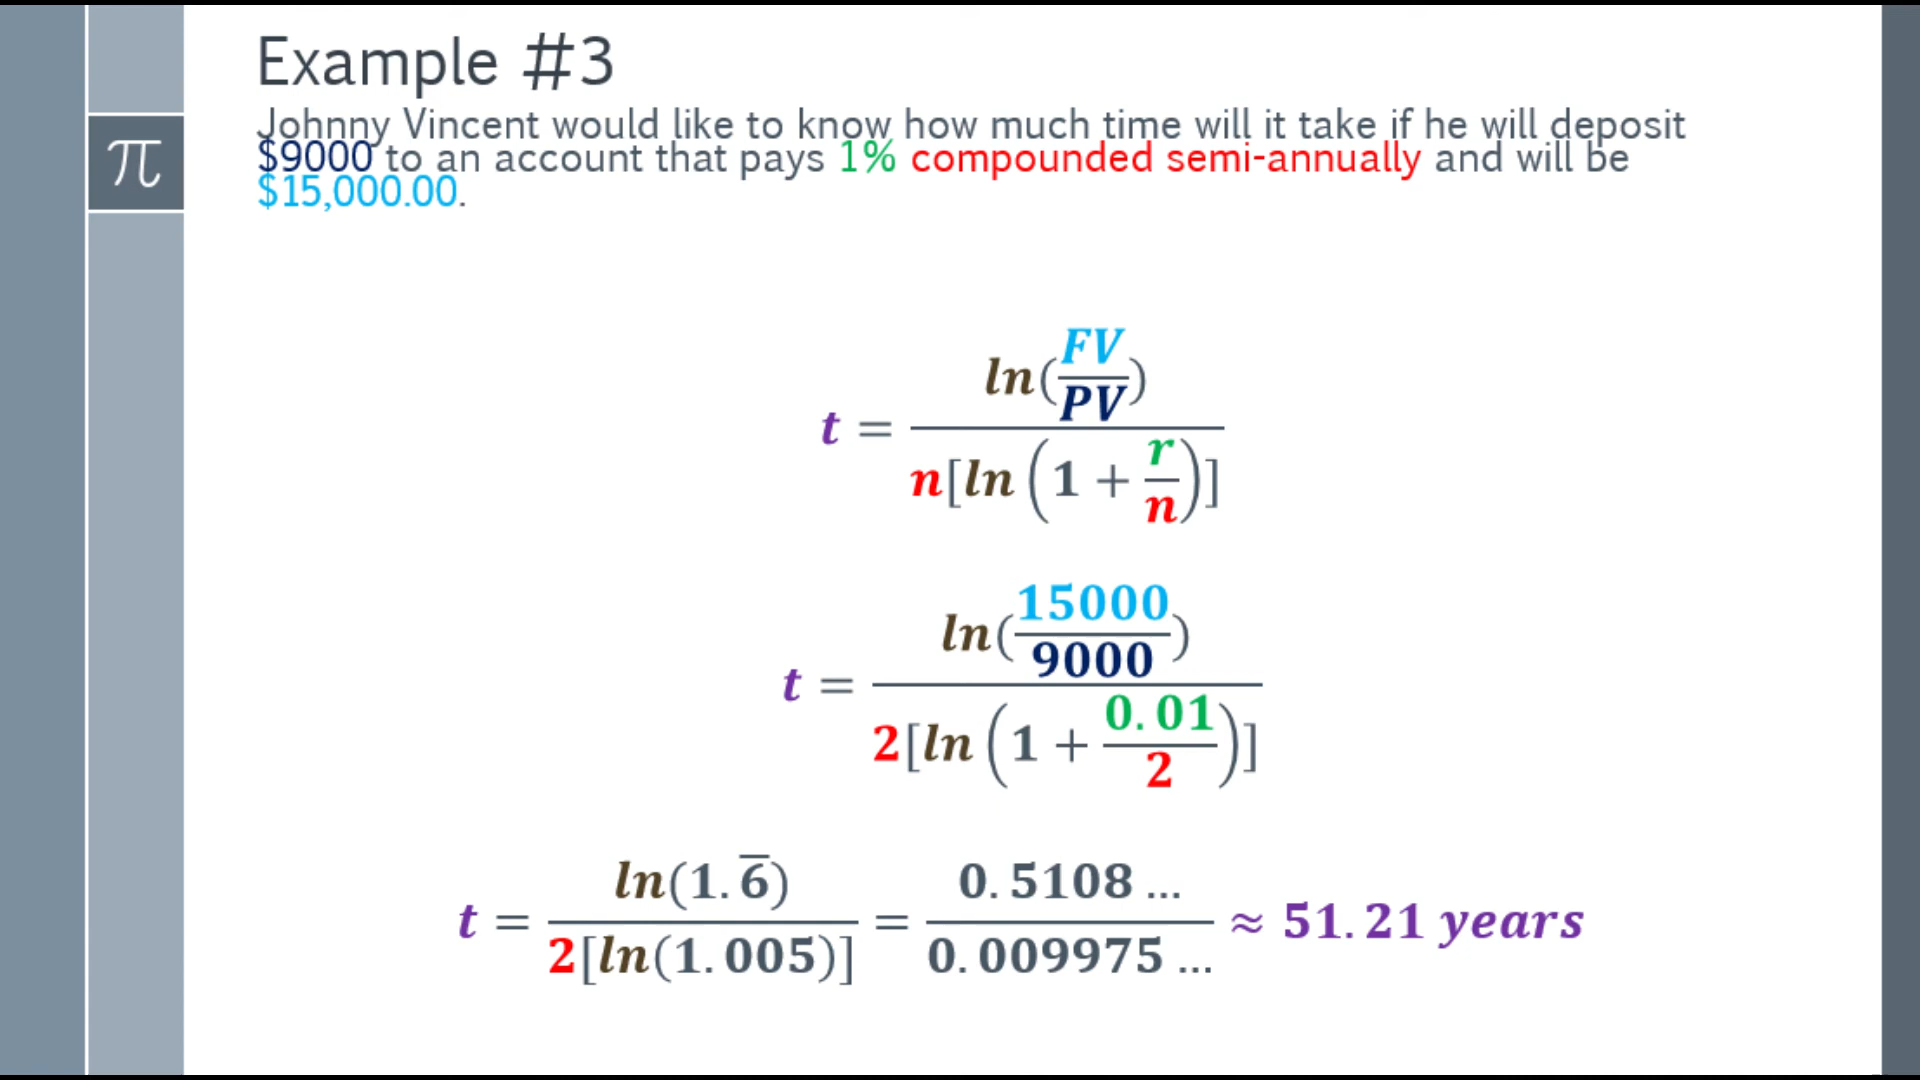 Example #3
π
Johnny Vincent would like to know how much time will it take if he will deposit
$9000 to an account that pays 1% compounded semi-annually and will be
$15,000.00.
t = ln(FV/PV) / n[ln(1 + r/n)]
t = ln(15000/9000) / 2[ln(1 + 0.01/2)]
t = ln(1.6̅) / 2[ln(1.005)] = 0.5108... / 0.009975... ≈ 51.21 years